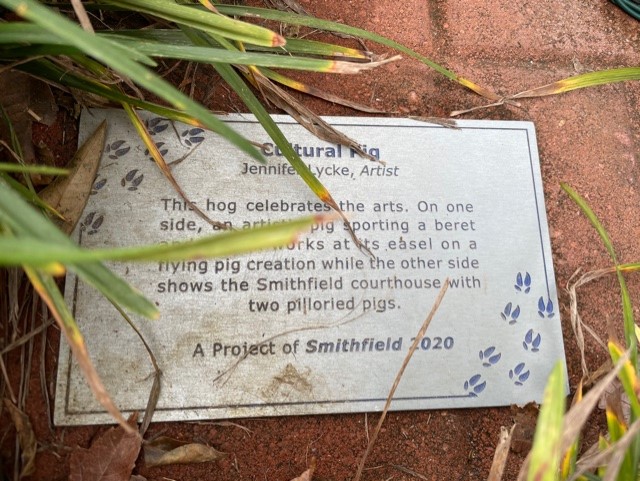 Cultural Pig
Jennifer Lycke, Artist
This hog celebrates the arts. On one
side, an artistic pig sporting a beret
works at its easel on a
flying pig creation while the other side
shows the Smithfield courthouse with
two pilloried pigs.
A Project of Smithfield 2020